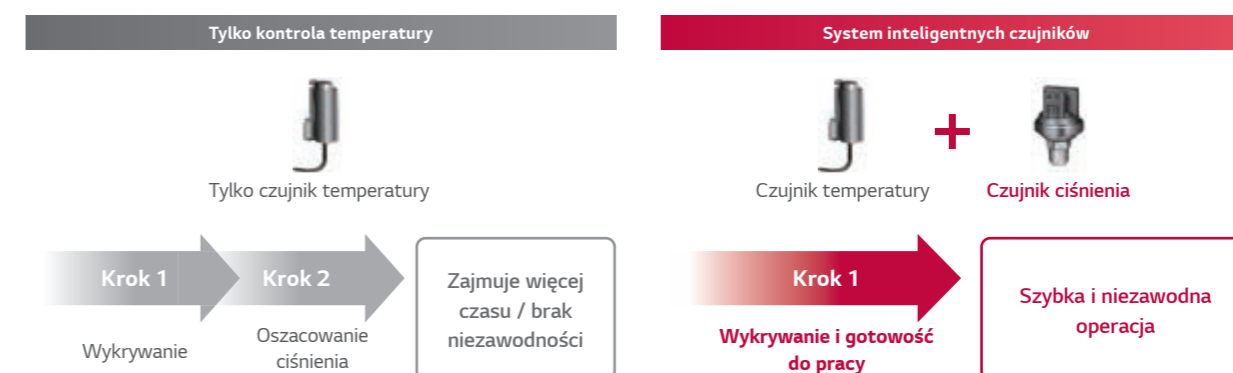 Tylko kontrola temperatury
Tylko czujnik temperatury
Krok 1
Krok 2
Wykrywanie
Oszacowanie
ciśnienia
Zajmuje więcej
czasu / brak
niezawodności
System inteligentnych czujników
+
Czujnik temperatury
Czujnik ciśnienia
Krok 1
Wykrywanie i gotowość
do pracy
Szybka i niezawodna
operacja